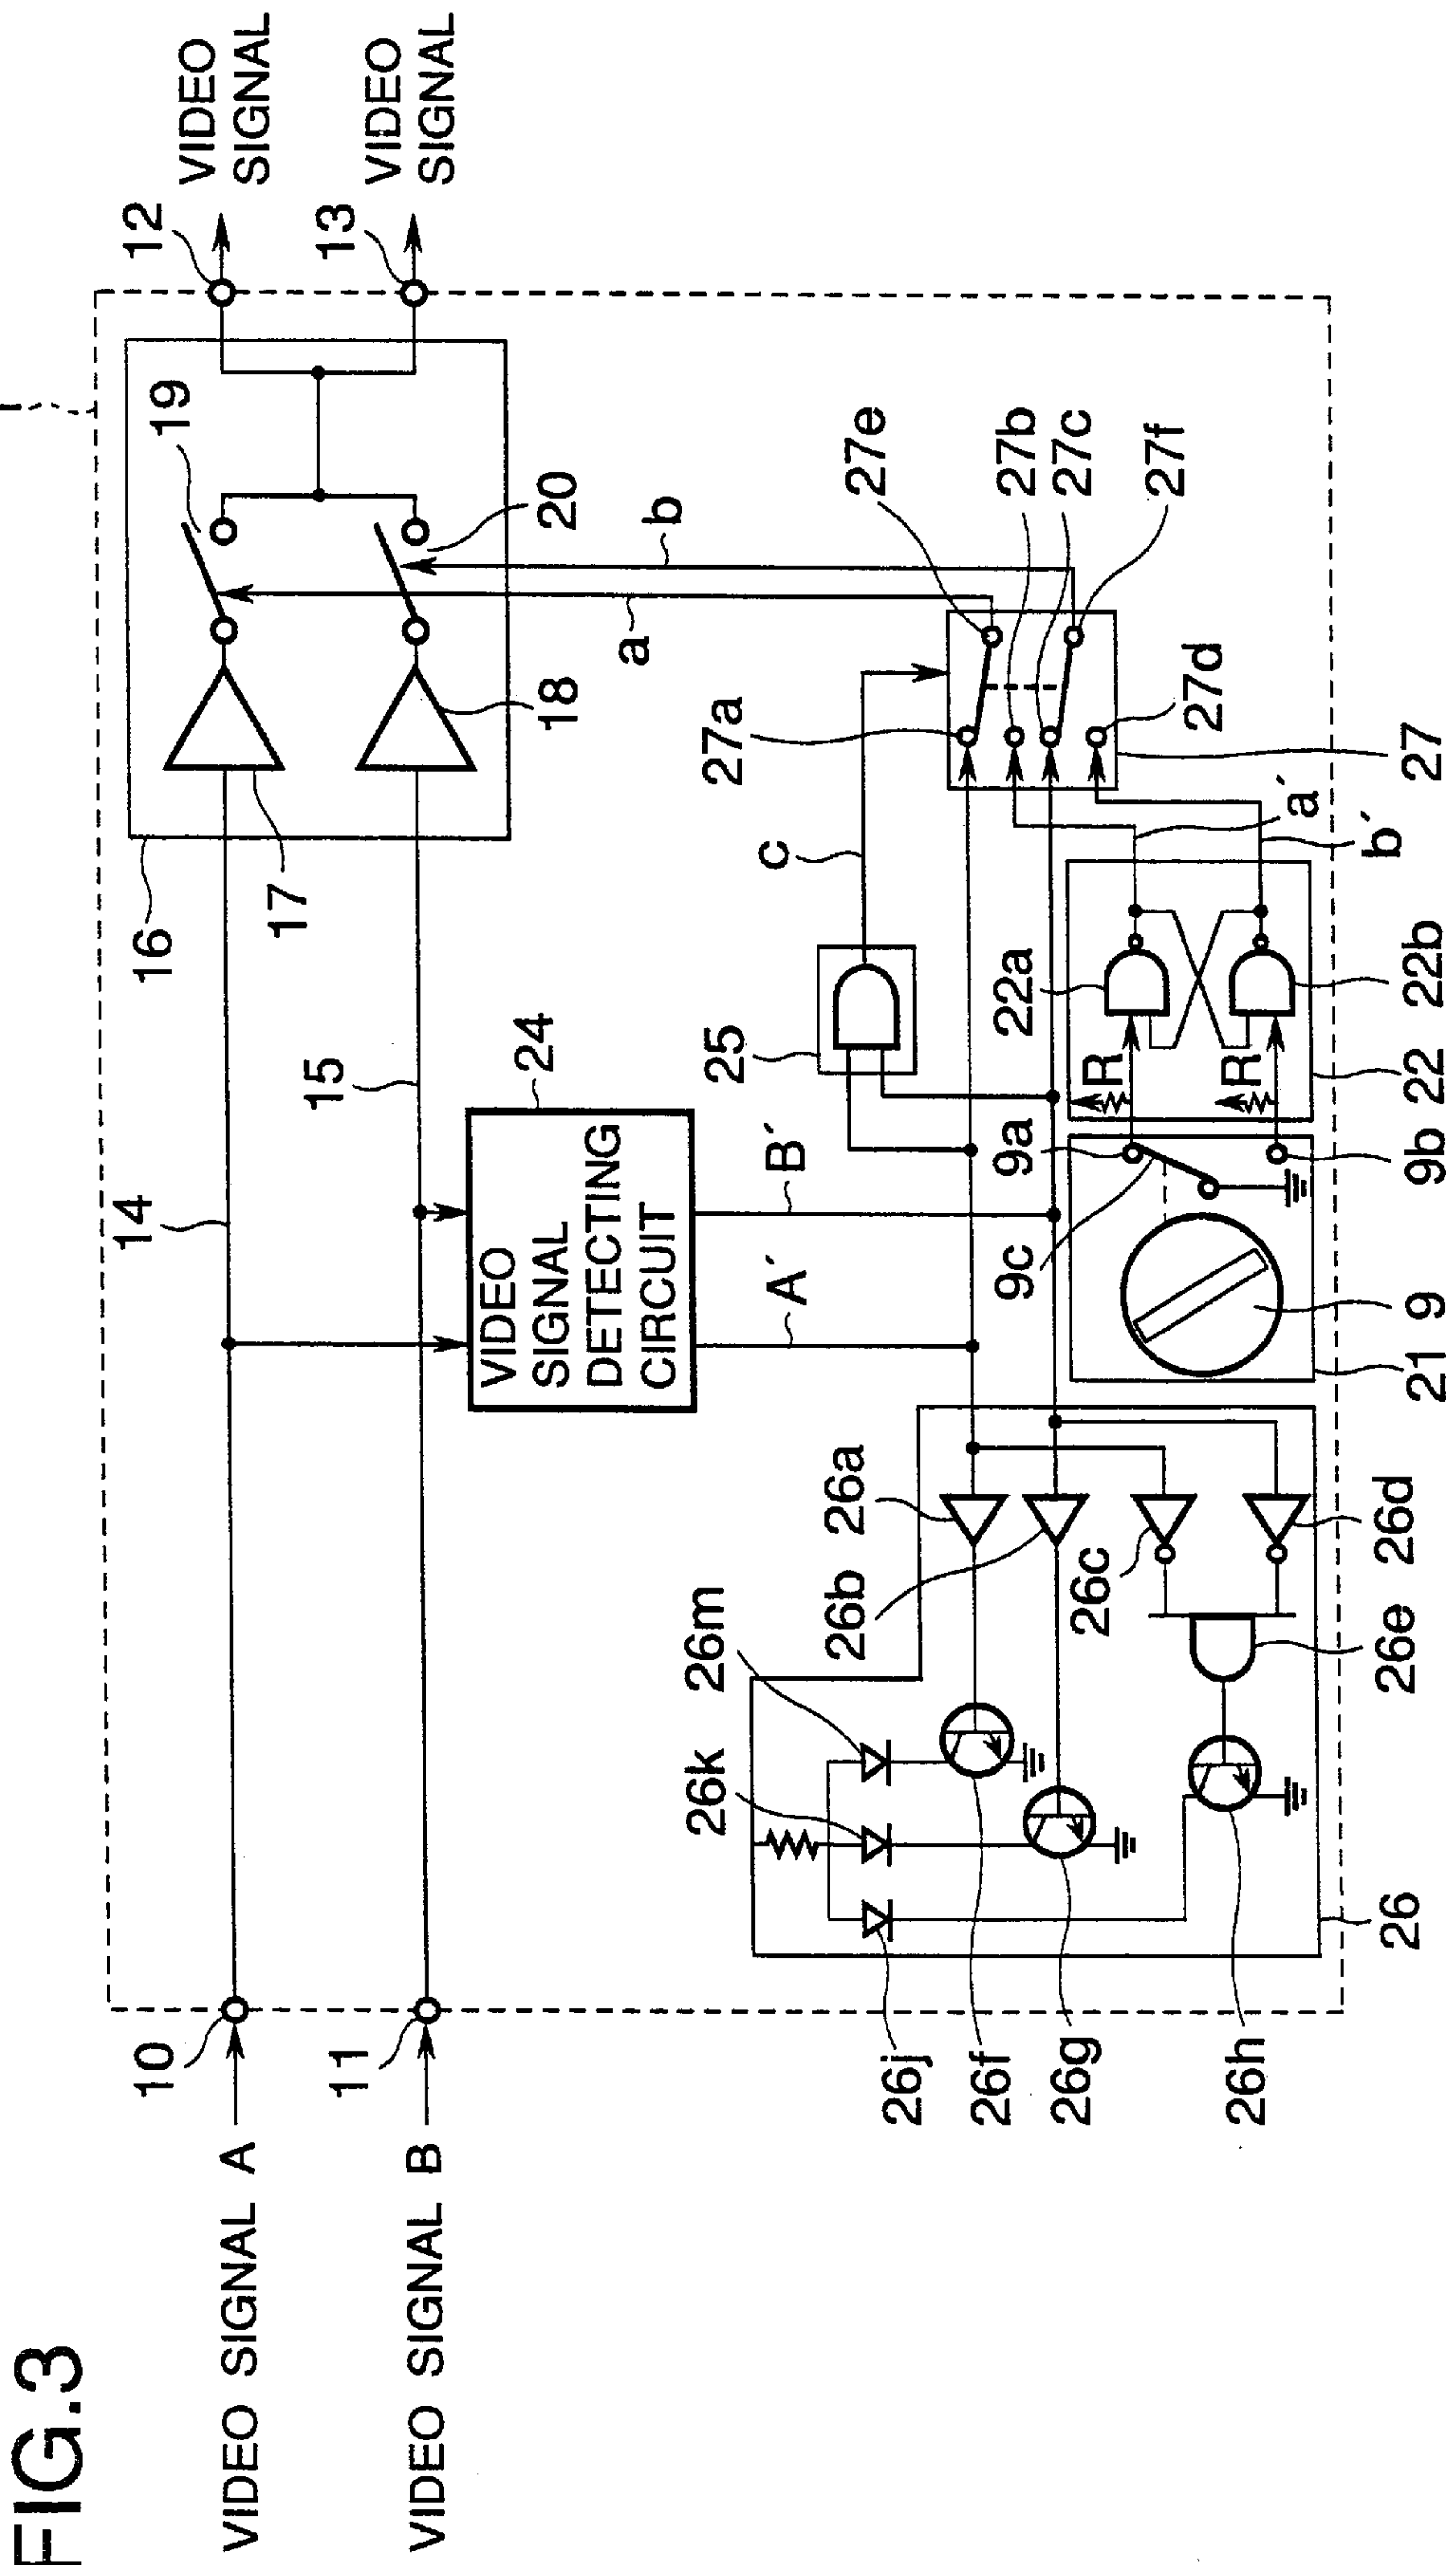 FIG.3
1
VIDEO SIGNAL A
10
14
16
17
19
12
VIDEO
SIGNAL
VIDEO SIGNAL B
11
15
18
20
13
VIDEO
SIGNAL
24
VIDEO
SIGNAL
DETECTING
CIRCUIT
a
b
A´
B´
25
c
27a
27e
27b
27c
27f
27d
27
26m
26k
26a
26b
26c
26d
26e
26j
26f
26g
26h
26
9c
9a
9b
9
21
R
R
22a
22b
22
a´
b´